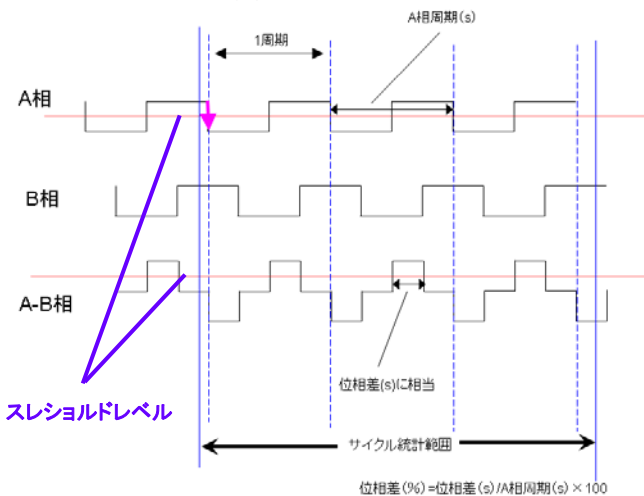 A相周期(s)
1周期
A相
B相
A-B相
位相差(s)に相当
スレショルドレベル
サイクル統計範囲
位相差(%)=位相差(s)/A相周期(s)×100